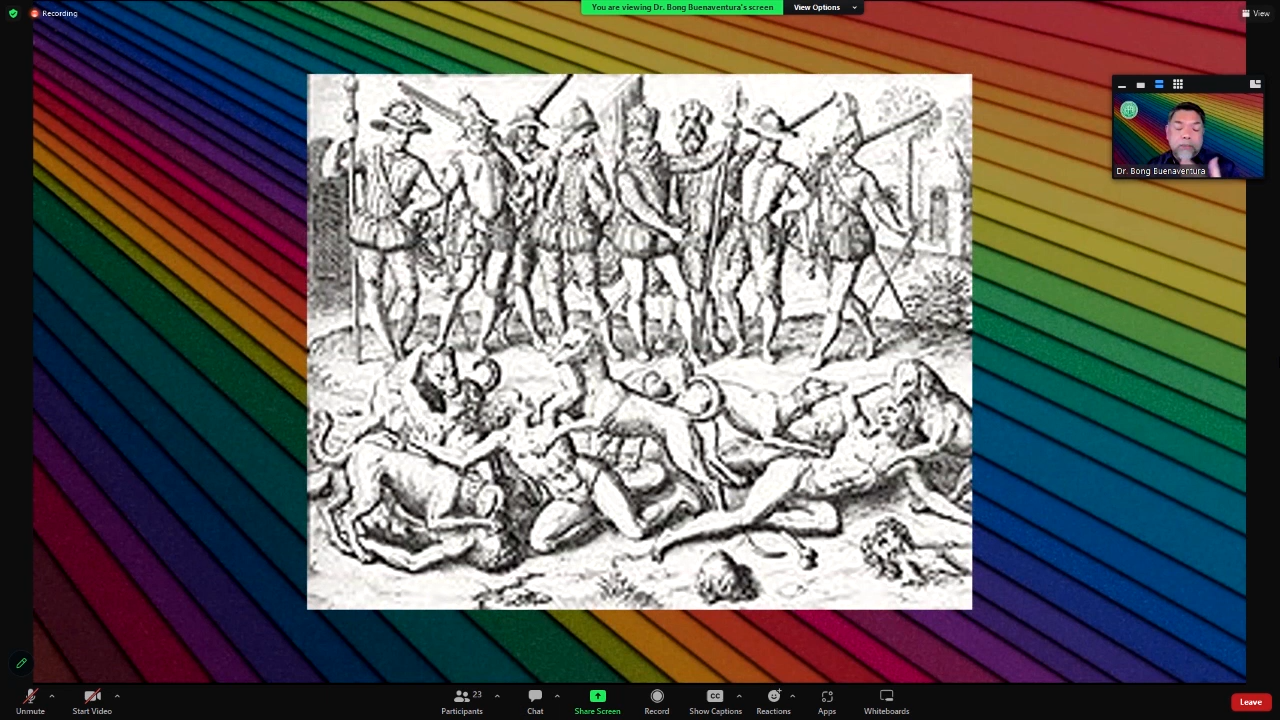 Recording
You are viewing Dr. Bong Buenaventura's screen
View Options
View
Dr. Bong Buenaventura
Unmute
Start Video
Participants
23
Chat
Share Screen
Record
CC
Show Captions
Reactions
Apps
Whiteboards
Leave